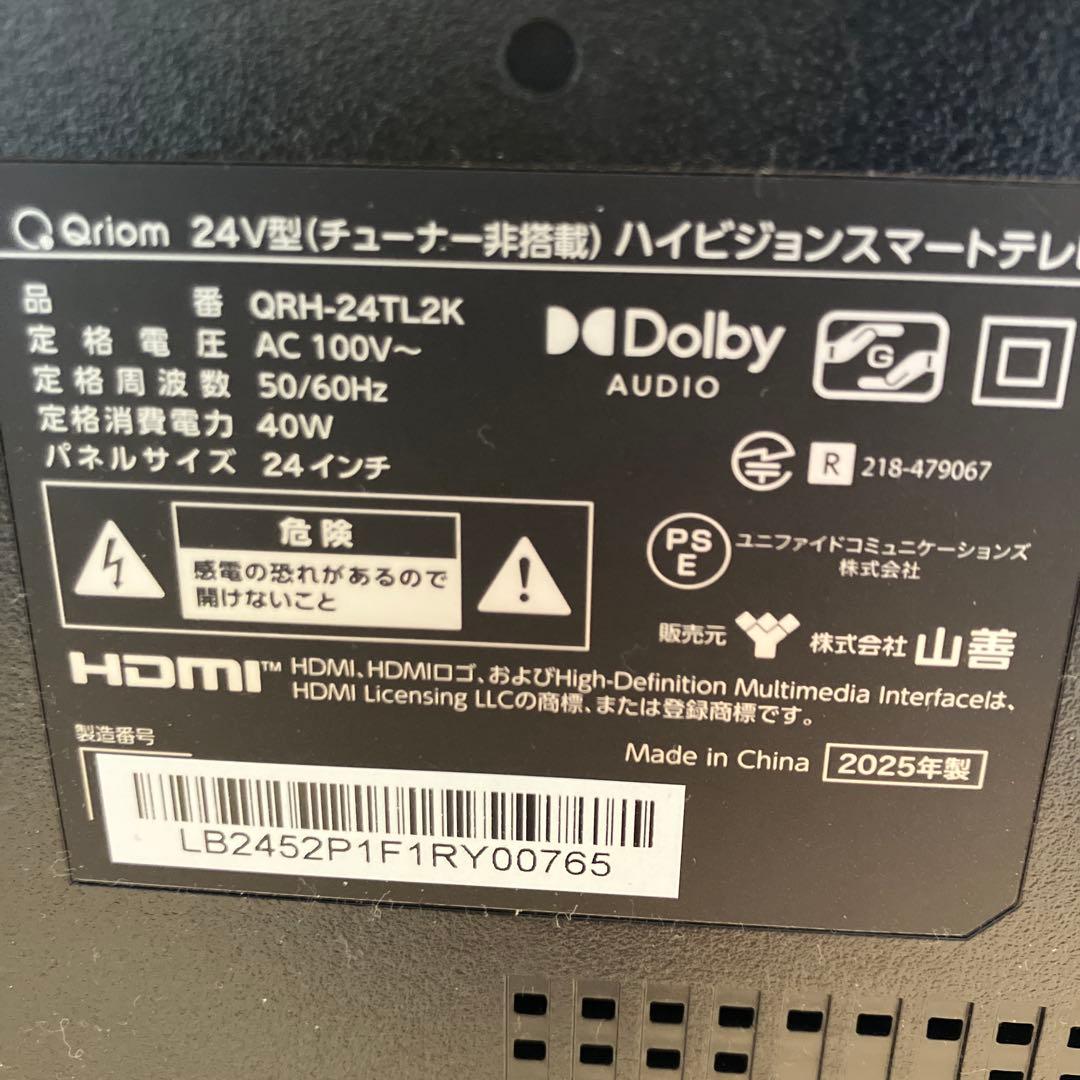 Qriom 24V型(チューナー非搭載) ハイビジョンスマートテレ
品番 QRH-24TL2K
定格電圧 AC 100V～
定格周波数 50/60Hz
定格消費電力 40W
パネルサイズ 24インチ
Dolby
AUDIO
G
R 218-479067
危険
感電の恐れがあるので
開けないこと
PS
E
ユニファイドコミュニケーションズ
株式会社
販売元 株式会社 山善
HDMI™ HDMI、HDMIロゴ、およびHigh-Definition Multimedia Interfaceは、
HDMI Licensing LLCの商標、または登録商標です。
製造番号
Made in China 2025年製
LB2452P1F1RY00765